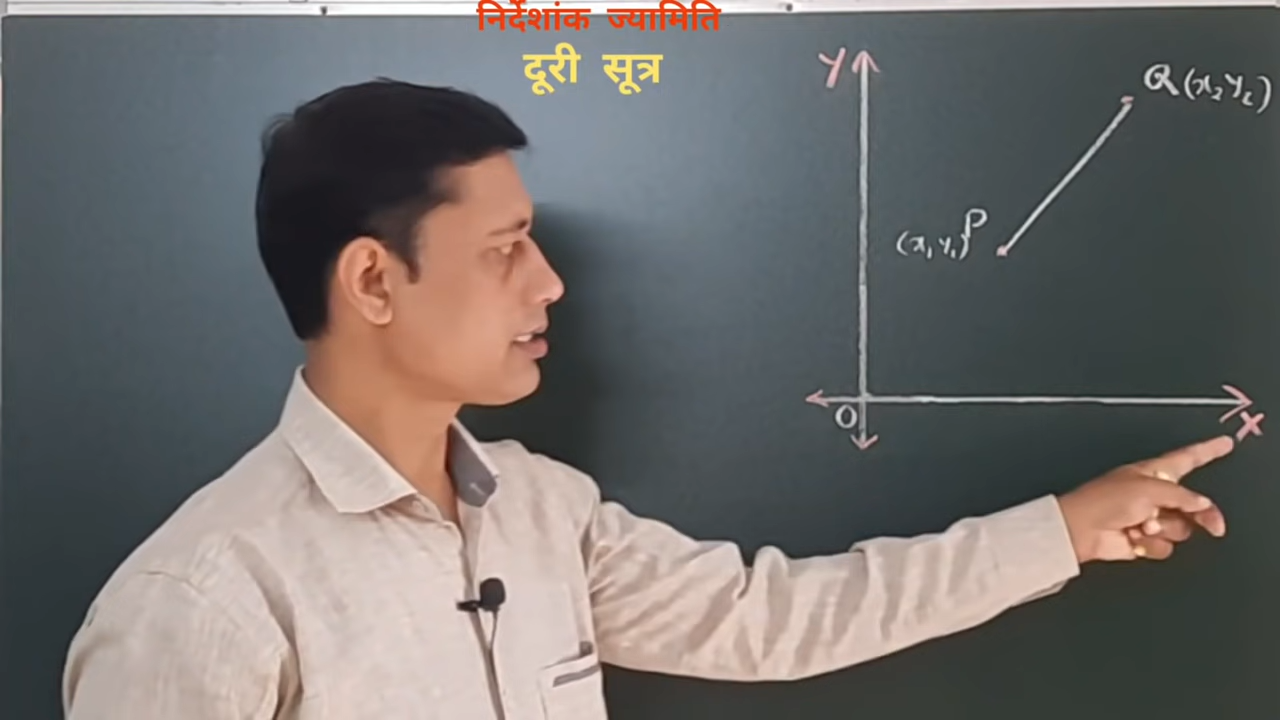 निर्देशांक ज्यामिति
दूरी सूत्र
Y
Q(x₂ y₂)
(x₁ y₁) P
O
X